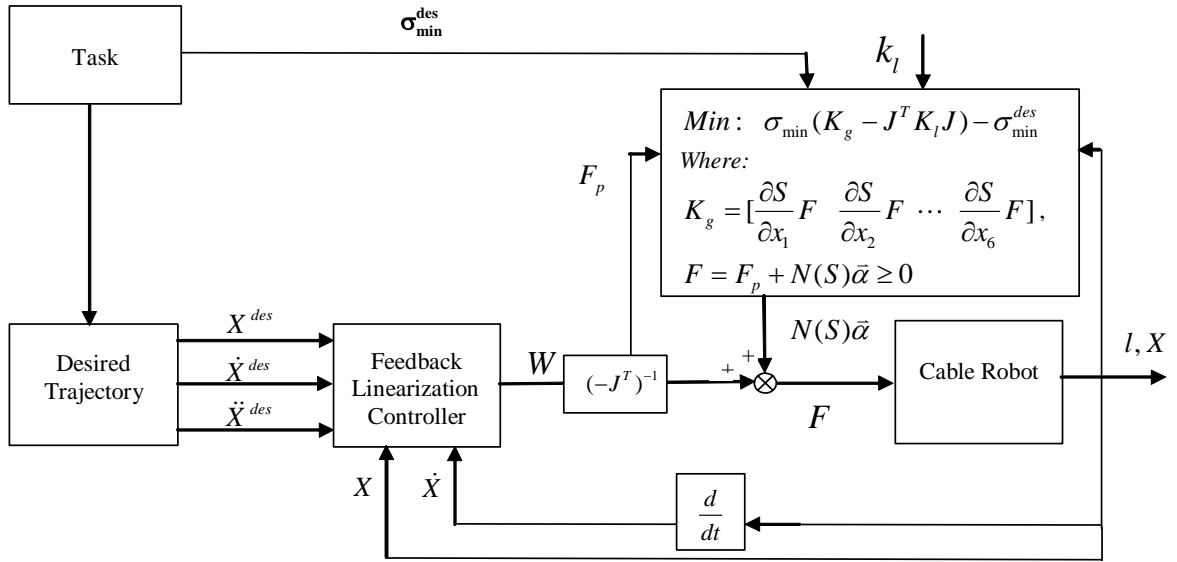 σ_min^des
Task
k_l
Min : σ_min (K_g − J^T K_l J) − σ_min^des
Where:
K_g = [∂S/∂x_1 F ∂S/∂x_2 F ⋯ ∂S/∂x_6 F] ,
F = F_p + N(S)α⃗ ≥ 0
F_p
N(S)α⃗
X^des
Ẋ^des
Ẍ^des
Desired
Trajectory
Feedback
Linearization
Controller
W
(−J^T)^−1
+
+
F
Cable Robot
l, X
X
Ẋ
d/dt